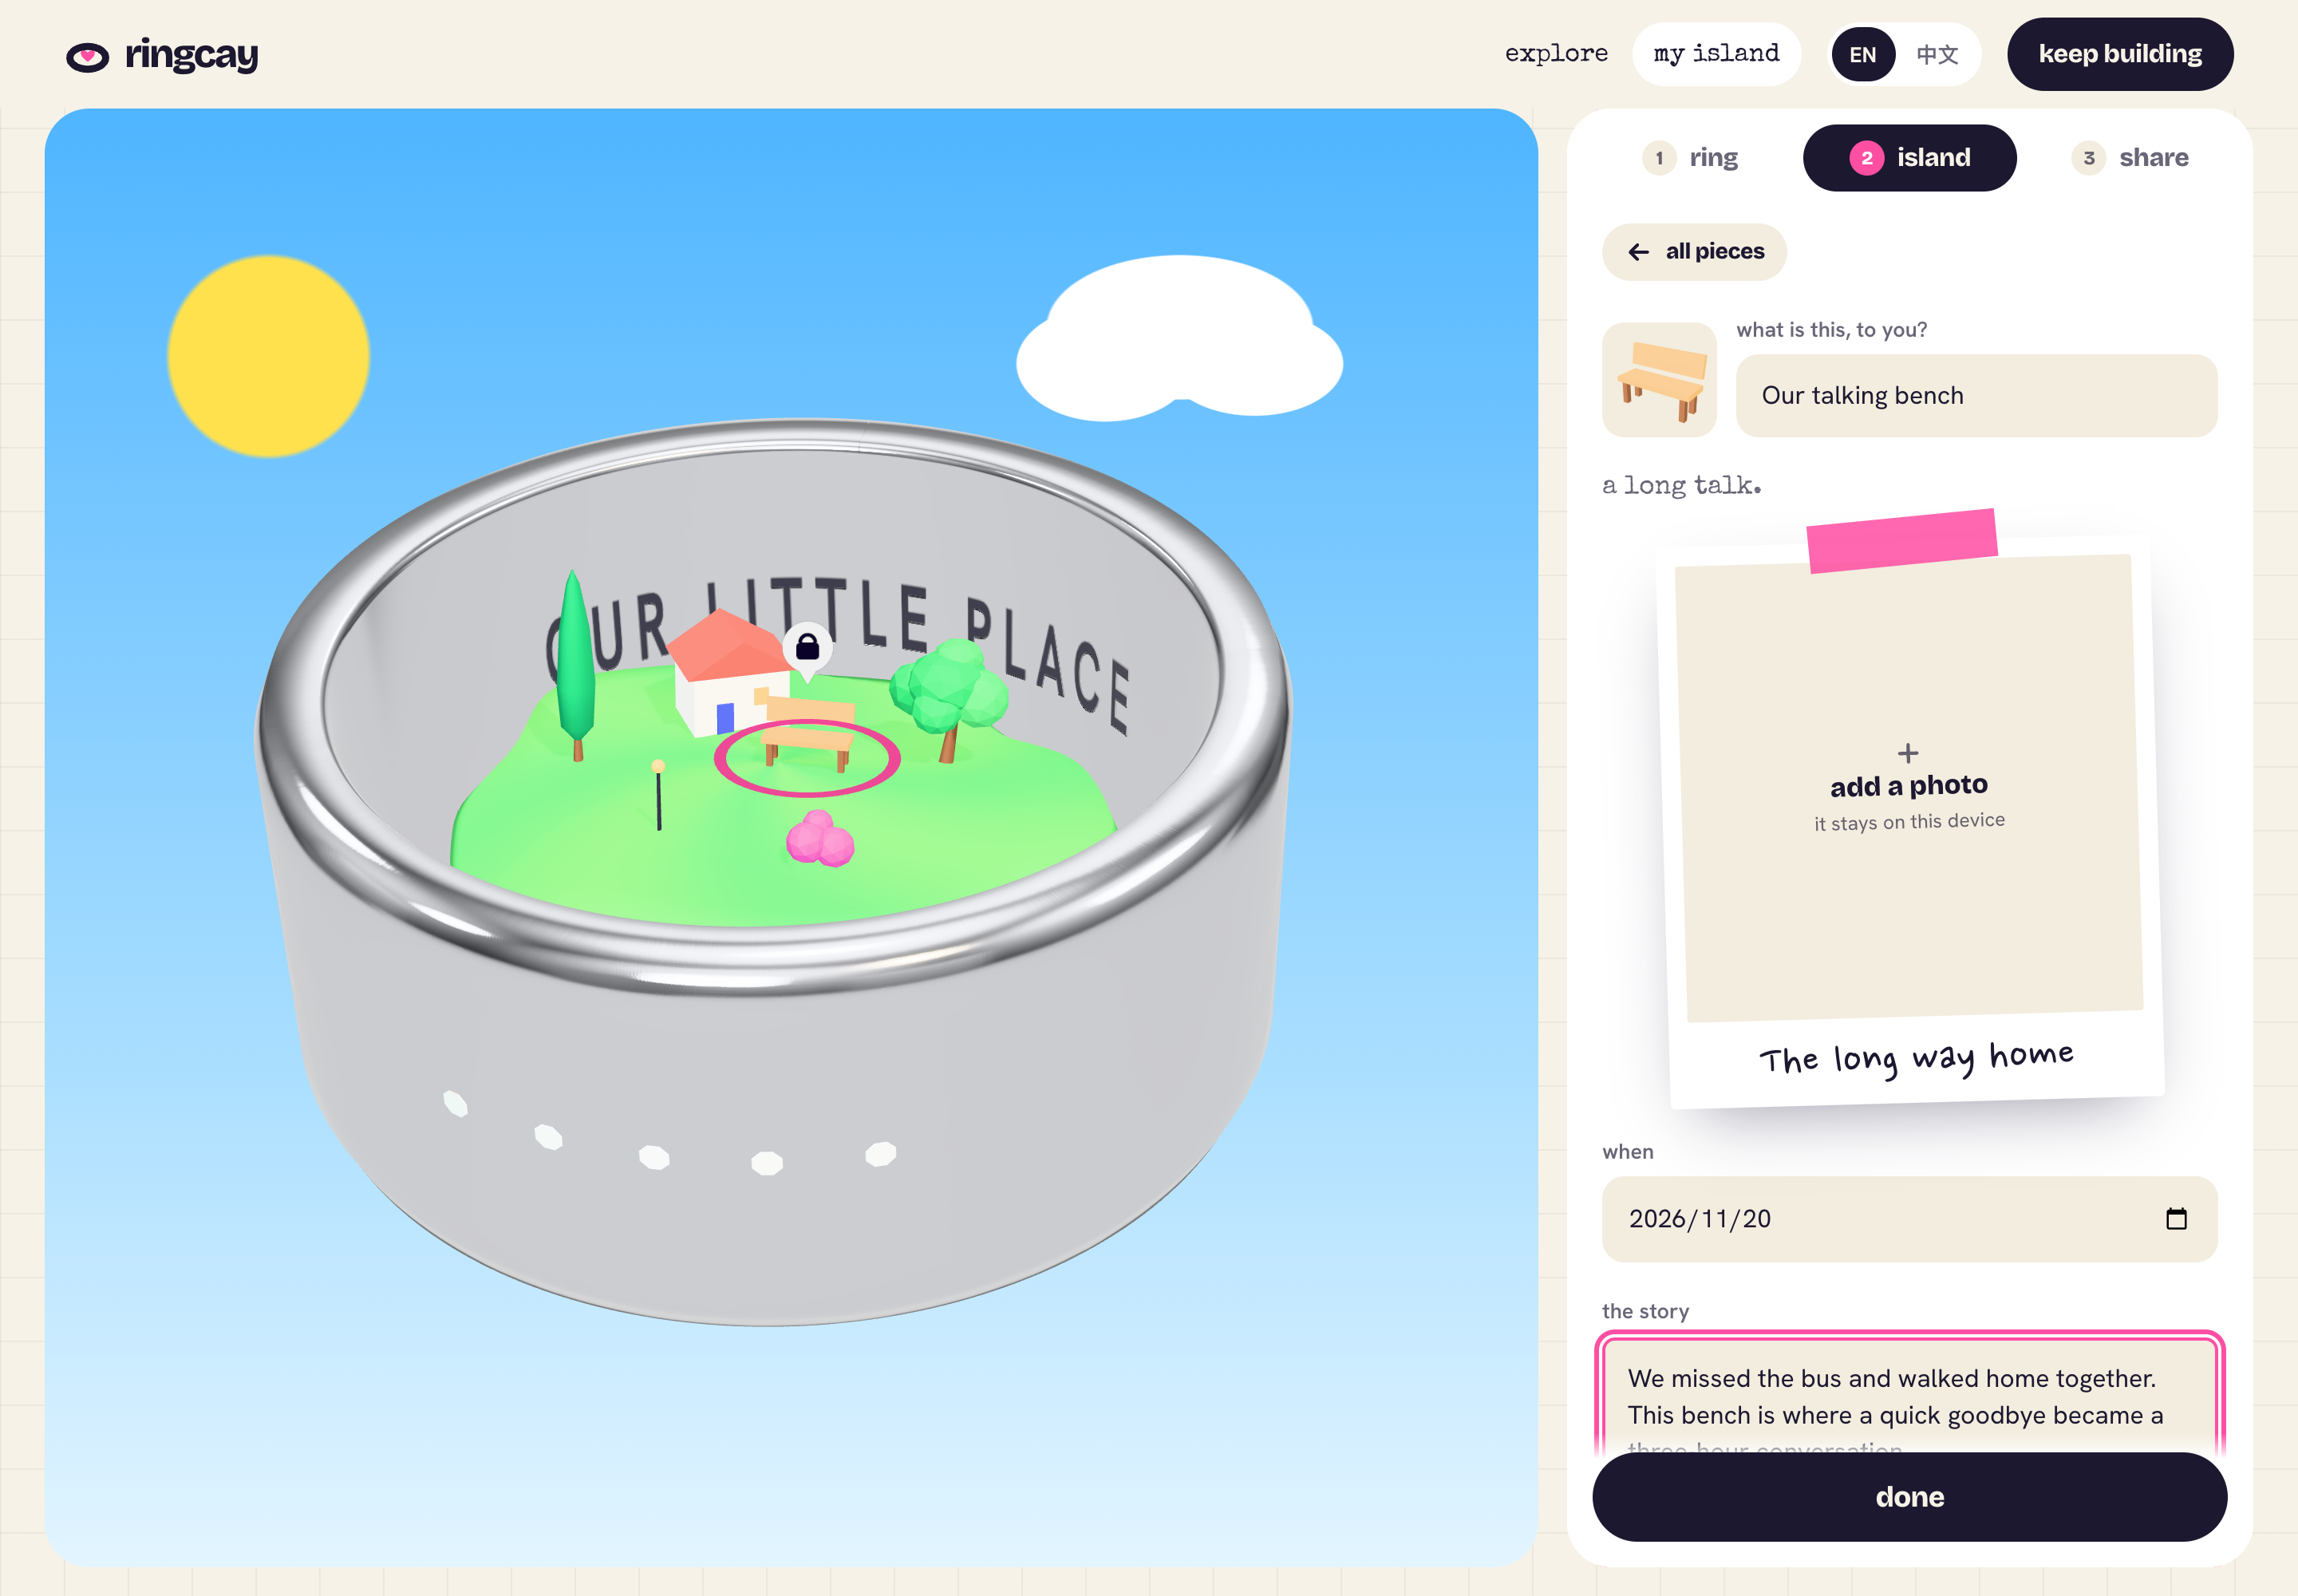 ringcay
explore
my island
EN
中文
keep building
OUR LITTLE PLACE
1 ring
2 island
3 share
all pieces
what is this, to you?
Our talking bench
a long talk.
add a photo
it stays on this device
The long way home
when
2026/11/20
the story
We missed the bus and walked home together.
This bench is where a quick goodbye became a
three-hour conversation
done